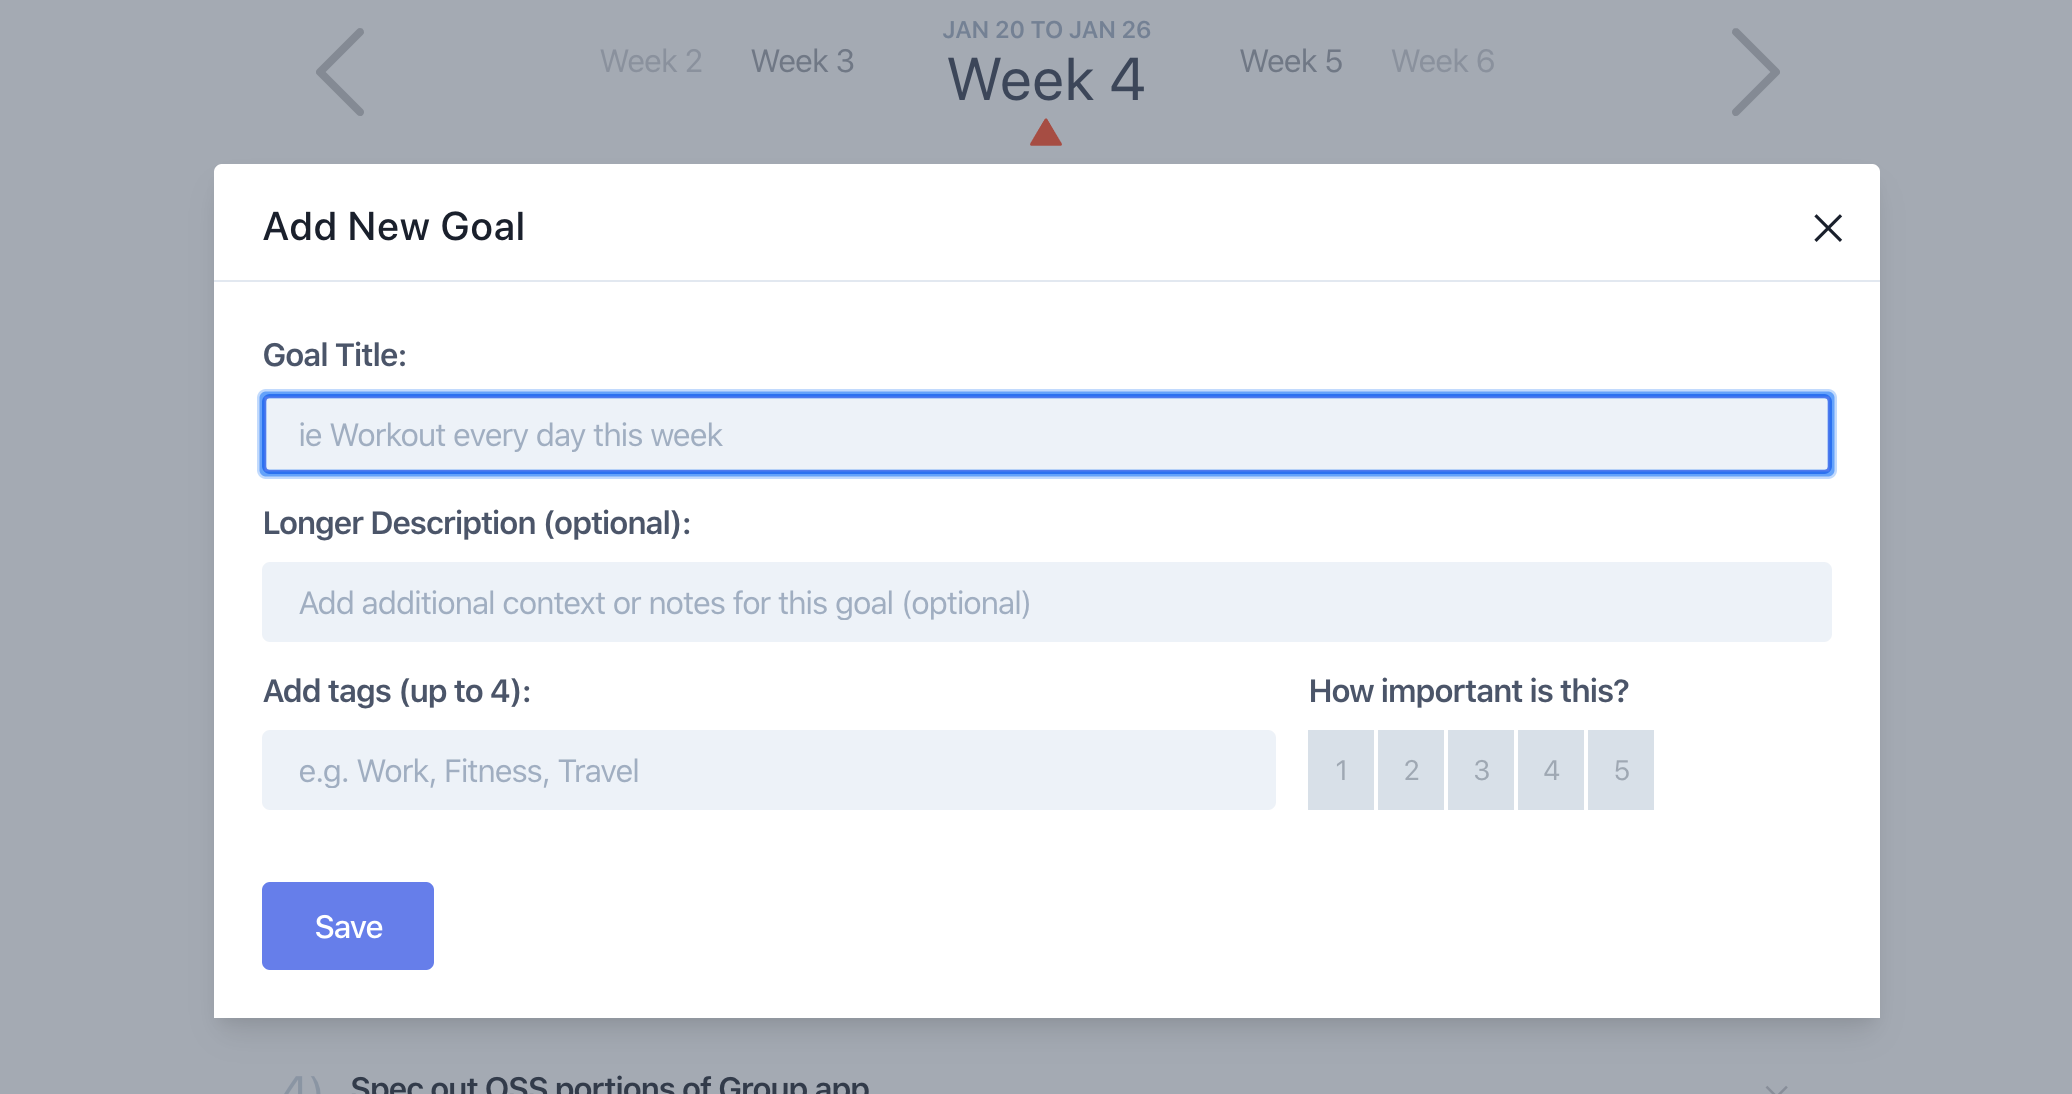 JAN 20 TO JAN 26
Week 2 Week 3 Week 4 Week 5 Week 6
Add New Goal
Goal Title:
ie Workout every day this week
Longer Description (optional):
Add additional context or notes for this goal (optional)
Add tags (up to 4): How important is this?
e.g. Work, Fitness, Travel 1 2 3 4 5
Save
4) Spec out OSS portions of Group app